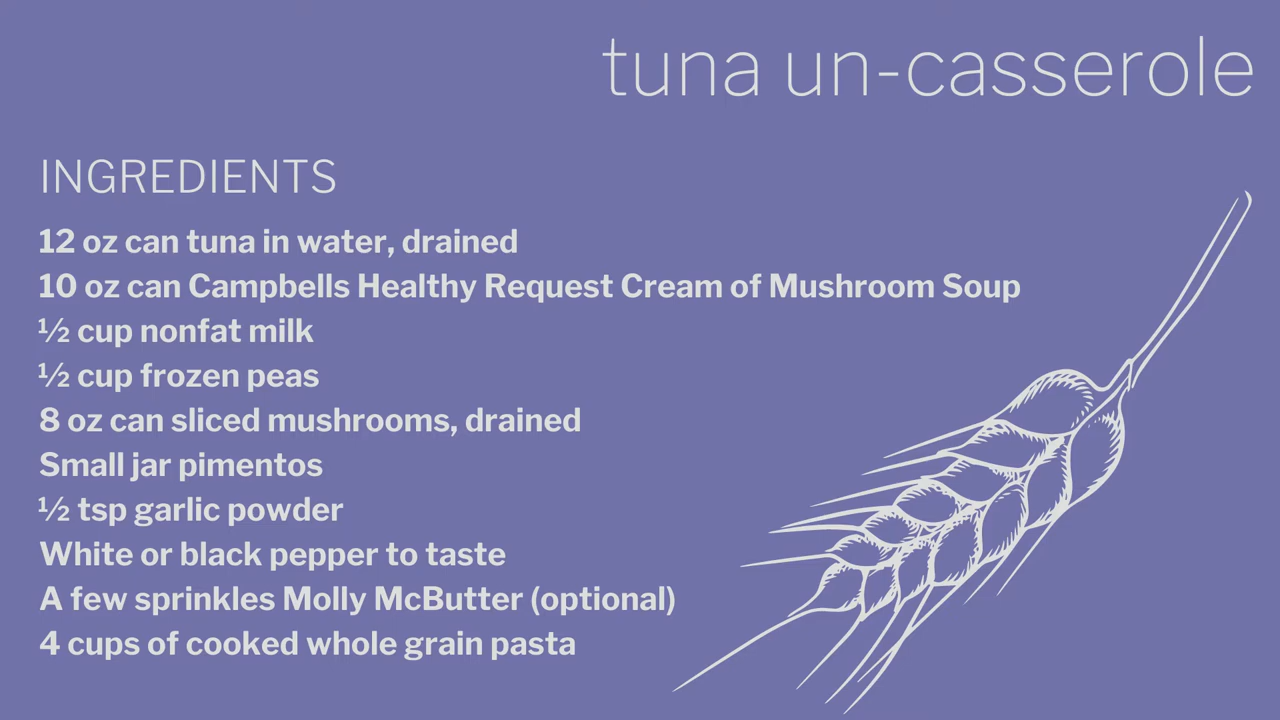 tuna un-casserole
INGREDIENTS
12 oz can tuna in water, drained
10 oz can Campbells Healthy Request Cream of Mushroom Soup
½ cup nonfat milk
½ cup frozen peas
8 oz can sliced mushrooms, drained
Small jar pimentos
½ tsp garlic powder
White or black pepper to taste
A few sprinkles Molly McButter (optional)
4 cups of cooked whole grain pasta